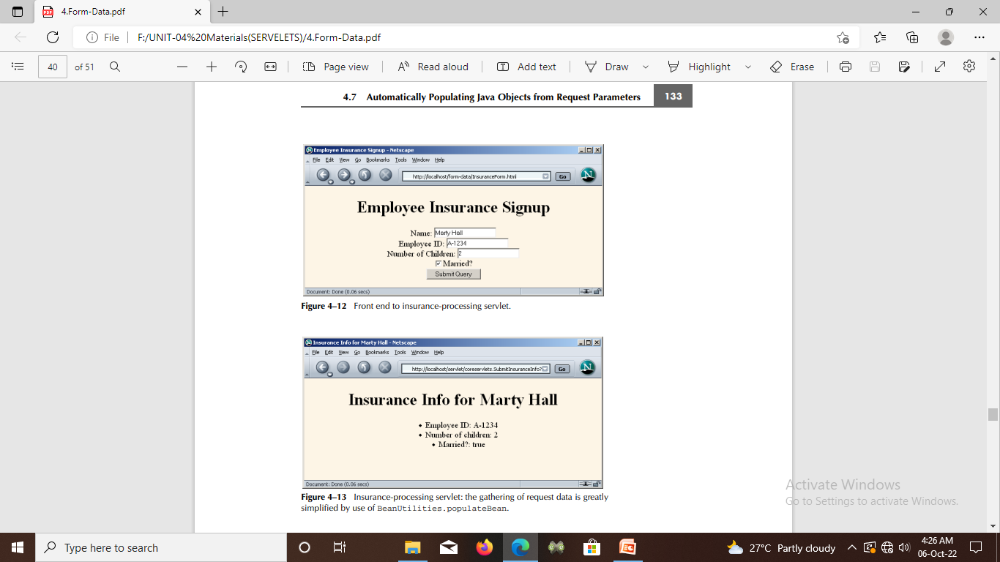 4.Form-Data.pdf
File
F:/UNIT-04%20Materials(SERVELETS)/4.Form-Data.pdf
40 of 51
Page view
Read aloud
Add text
Draw
Highlight
Erase
4.7 Automatically Populating Java Objects from Request Parameters 133
Employee Insurance Signup - Netscape
File Edit View Go Bookmarks Tools Window Help
http://localhost/form-data/InsuranceForm.html
Go
Employee Insurance Signup
Name: Marty Hall
Employee ID: A-1234
Number of Children: 2
Married?
Submit Query
Document: Done (0.06 secs)
Figure 4–12 Front end to insurance-processing servlet.
Insurance Info for Marty Hall - Netscape
File Edit View Go Bookmarks Tools Window Help
http://localhost/servlet/coreservlets.SubmitInsuranceInfo?
Go
Insurance Info for Marty Hall
• Employee ID: A-1234
• Number of children: 2
• Married?: true
Document: Done (0.06 secs)
Figure 4–13 Insurance-processing servlet: the gathering of request data is greatly
simplified by use of BeanUtilities.populateBean.
Activate Windows
Go to Settings to activate Windows.
Type here to search
27°C Partly cloudy
4:26 AM
06-Oct-22